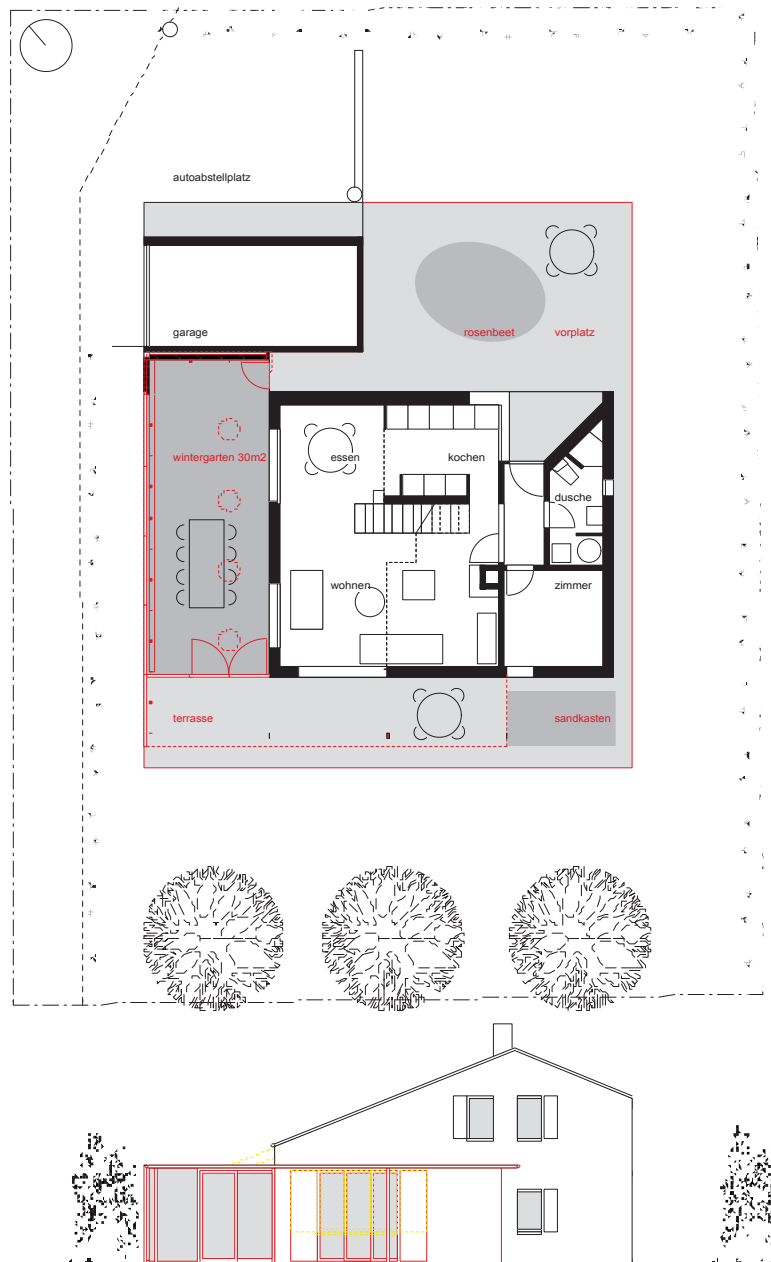 autoabstellplatz
garage
rosenbeet
vorplatz
wintergarten 30m2
essen
kochen
dusche
wohnen
zimmer
terrasse
sandkasten